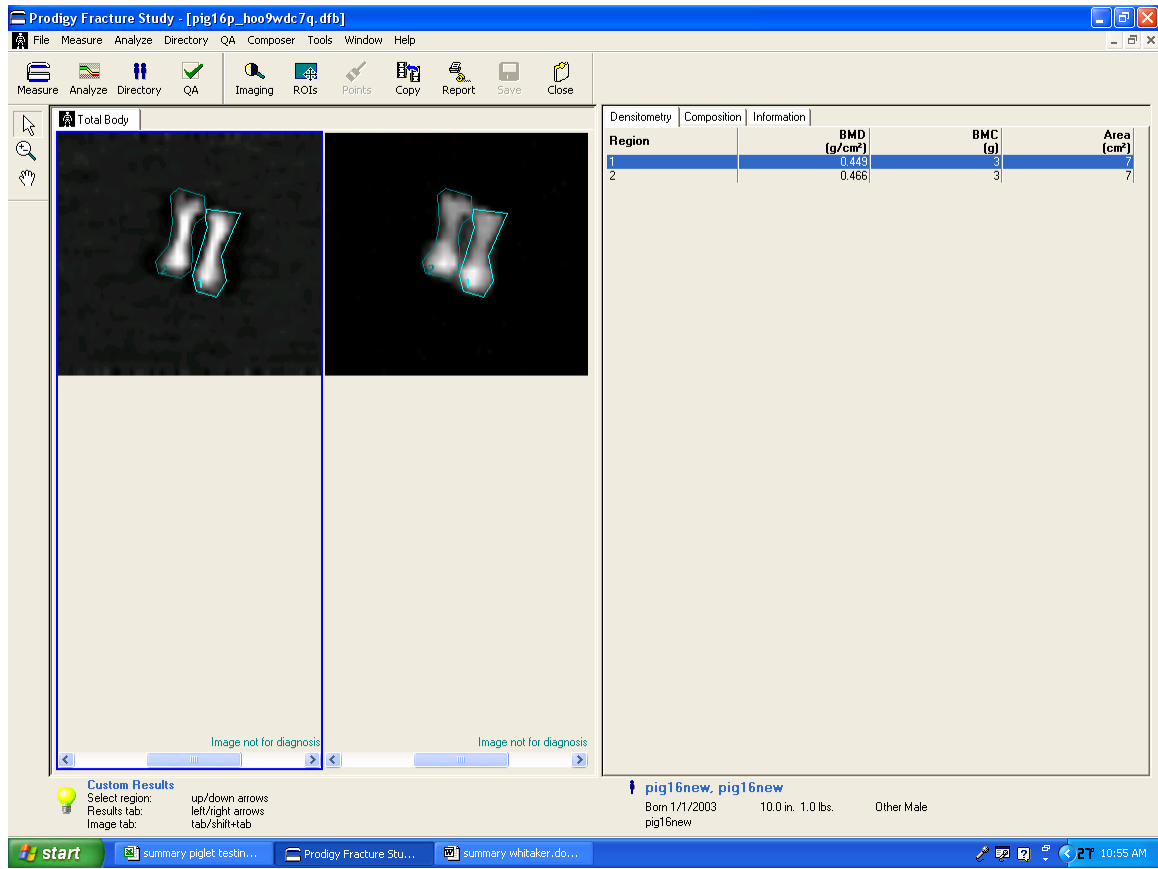 Prodigy Fracture Study - [pig16p_hoo9wdc7q.dfb]
File Measure Analyze Directory QA Composer Tools Window Help
Measure Analyze Directory QA Imaging ROIs Points Copy Report Save Close
Total Body
2
1
2
1
Image not for diagnosis
Image not for diagnosis
Densitometry Composition Information
Region BMD (g/cm²) BMC (g) Area (cm²)
1 0.449 3 7
2 0.466 3 7
Custom Results
Select region: up/down arrows
Results tab: left/right arrows
Image tab: tab/shift+tab
pig16new, pig16new
Born 1/1/2003 10.0 in. 1.0 lbs. Other Male
pig16new
start summary piglet testin... Prodigy Fracture Stu... summary whitaker.do... 10:55 AM